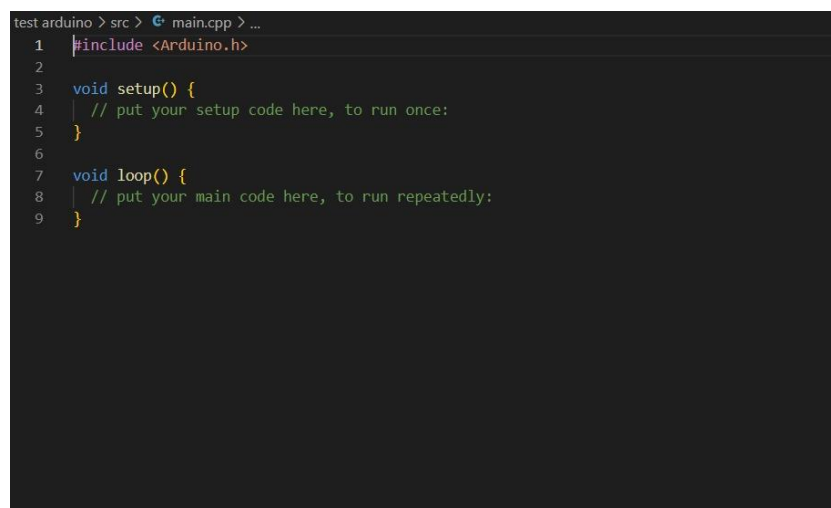 test arduino > src > main.cpp > ...
1 #include <Arduino.h>
2
3 void setup() {
4 // put your setup code here, to run once:
5 }
6
7 void loop() {
8 // put your main code here, to run repeatedly:
9 }